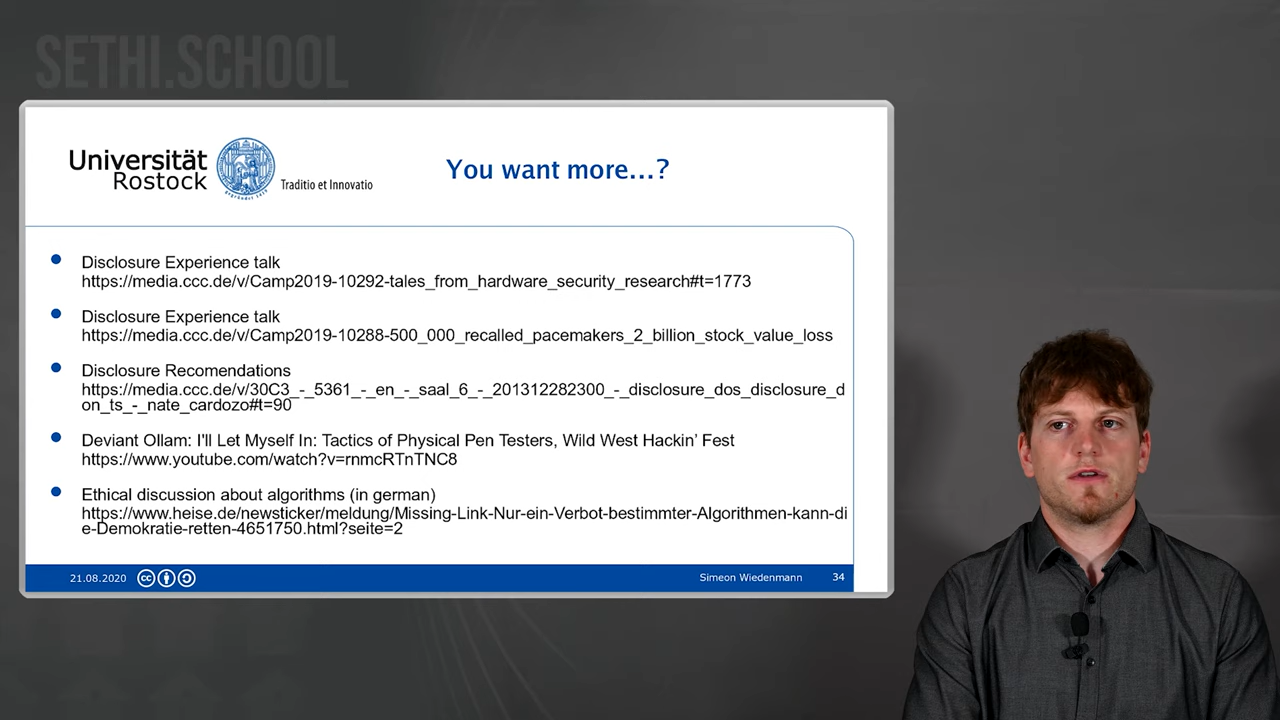 SETHI.SCHOOL
Universität
Rostock
Traditio et Innovatio
You want more...?
Disclosure Experience talk
https://media.ccc.de/v/Camp2019-10292-tales_from_hardware_security_research#t=1773
Disclosure Experience talk
https://media.ccc.de/v/Camp2019-10288-500_000_recalled_pacemakers_2_billion_stock_value_loss
Disclosure Recomendations
https://media.ccc.de/v/30C3_-_5361_-_en_-_saal_6_-_201312282300_-_disclosure_dos_disclosure_d
on_ts_-_nate_cardozo#t=90
Deviant Ollam: I'll Let Myself In: Tactics of Physical Pen Testers, Wild West Hackin’ Fest
https://www.youtube.com/watch?v=rnmcRTnTNC8
Ethical discussion about algorithms (in german)
https://www.heise.de/newsticker/meldung/Missing-Link-Nur-ein-Verbot-bestimmter-Algorithmen-kann-di
e-Demokratie-retten-4651750.html?seite=2
21.08.2020
cc
Simeon Wiedenmann
34